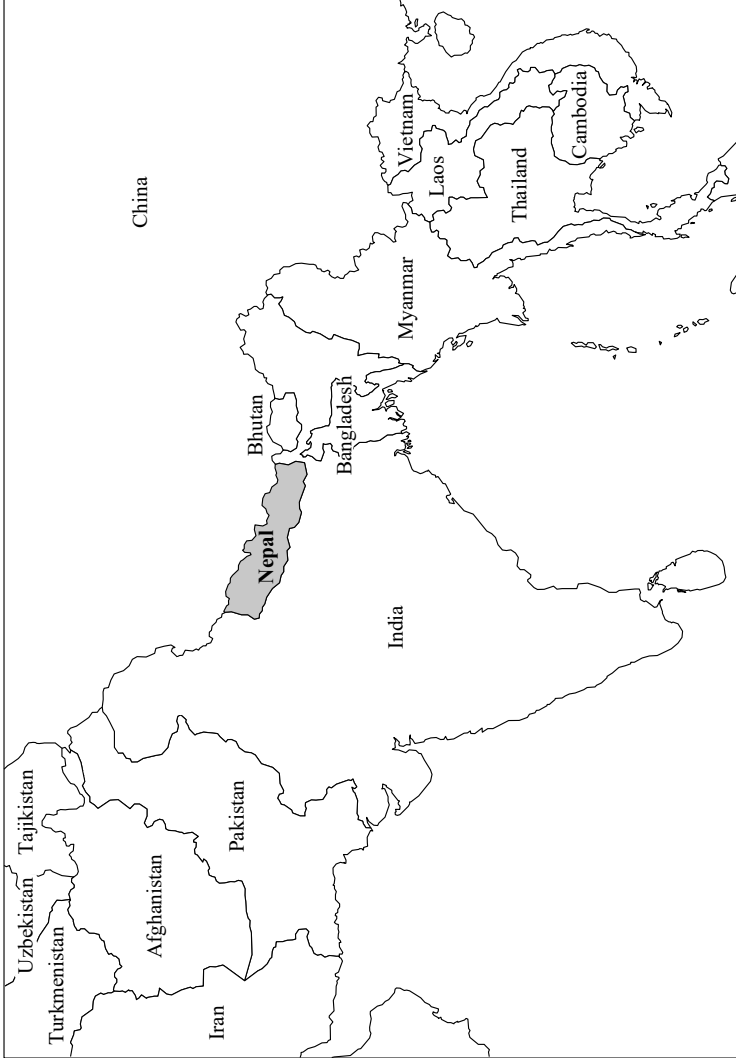 Uzbekistan
Tajikistan
Turkmenistan
China
Afghanistan
Pakistan
Iran
Nepal
Bhutan
Bangladesh
India
Myanmar
Vietnam
Laos
Thailand
Cambodia